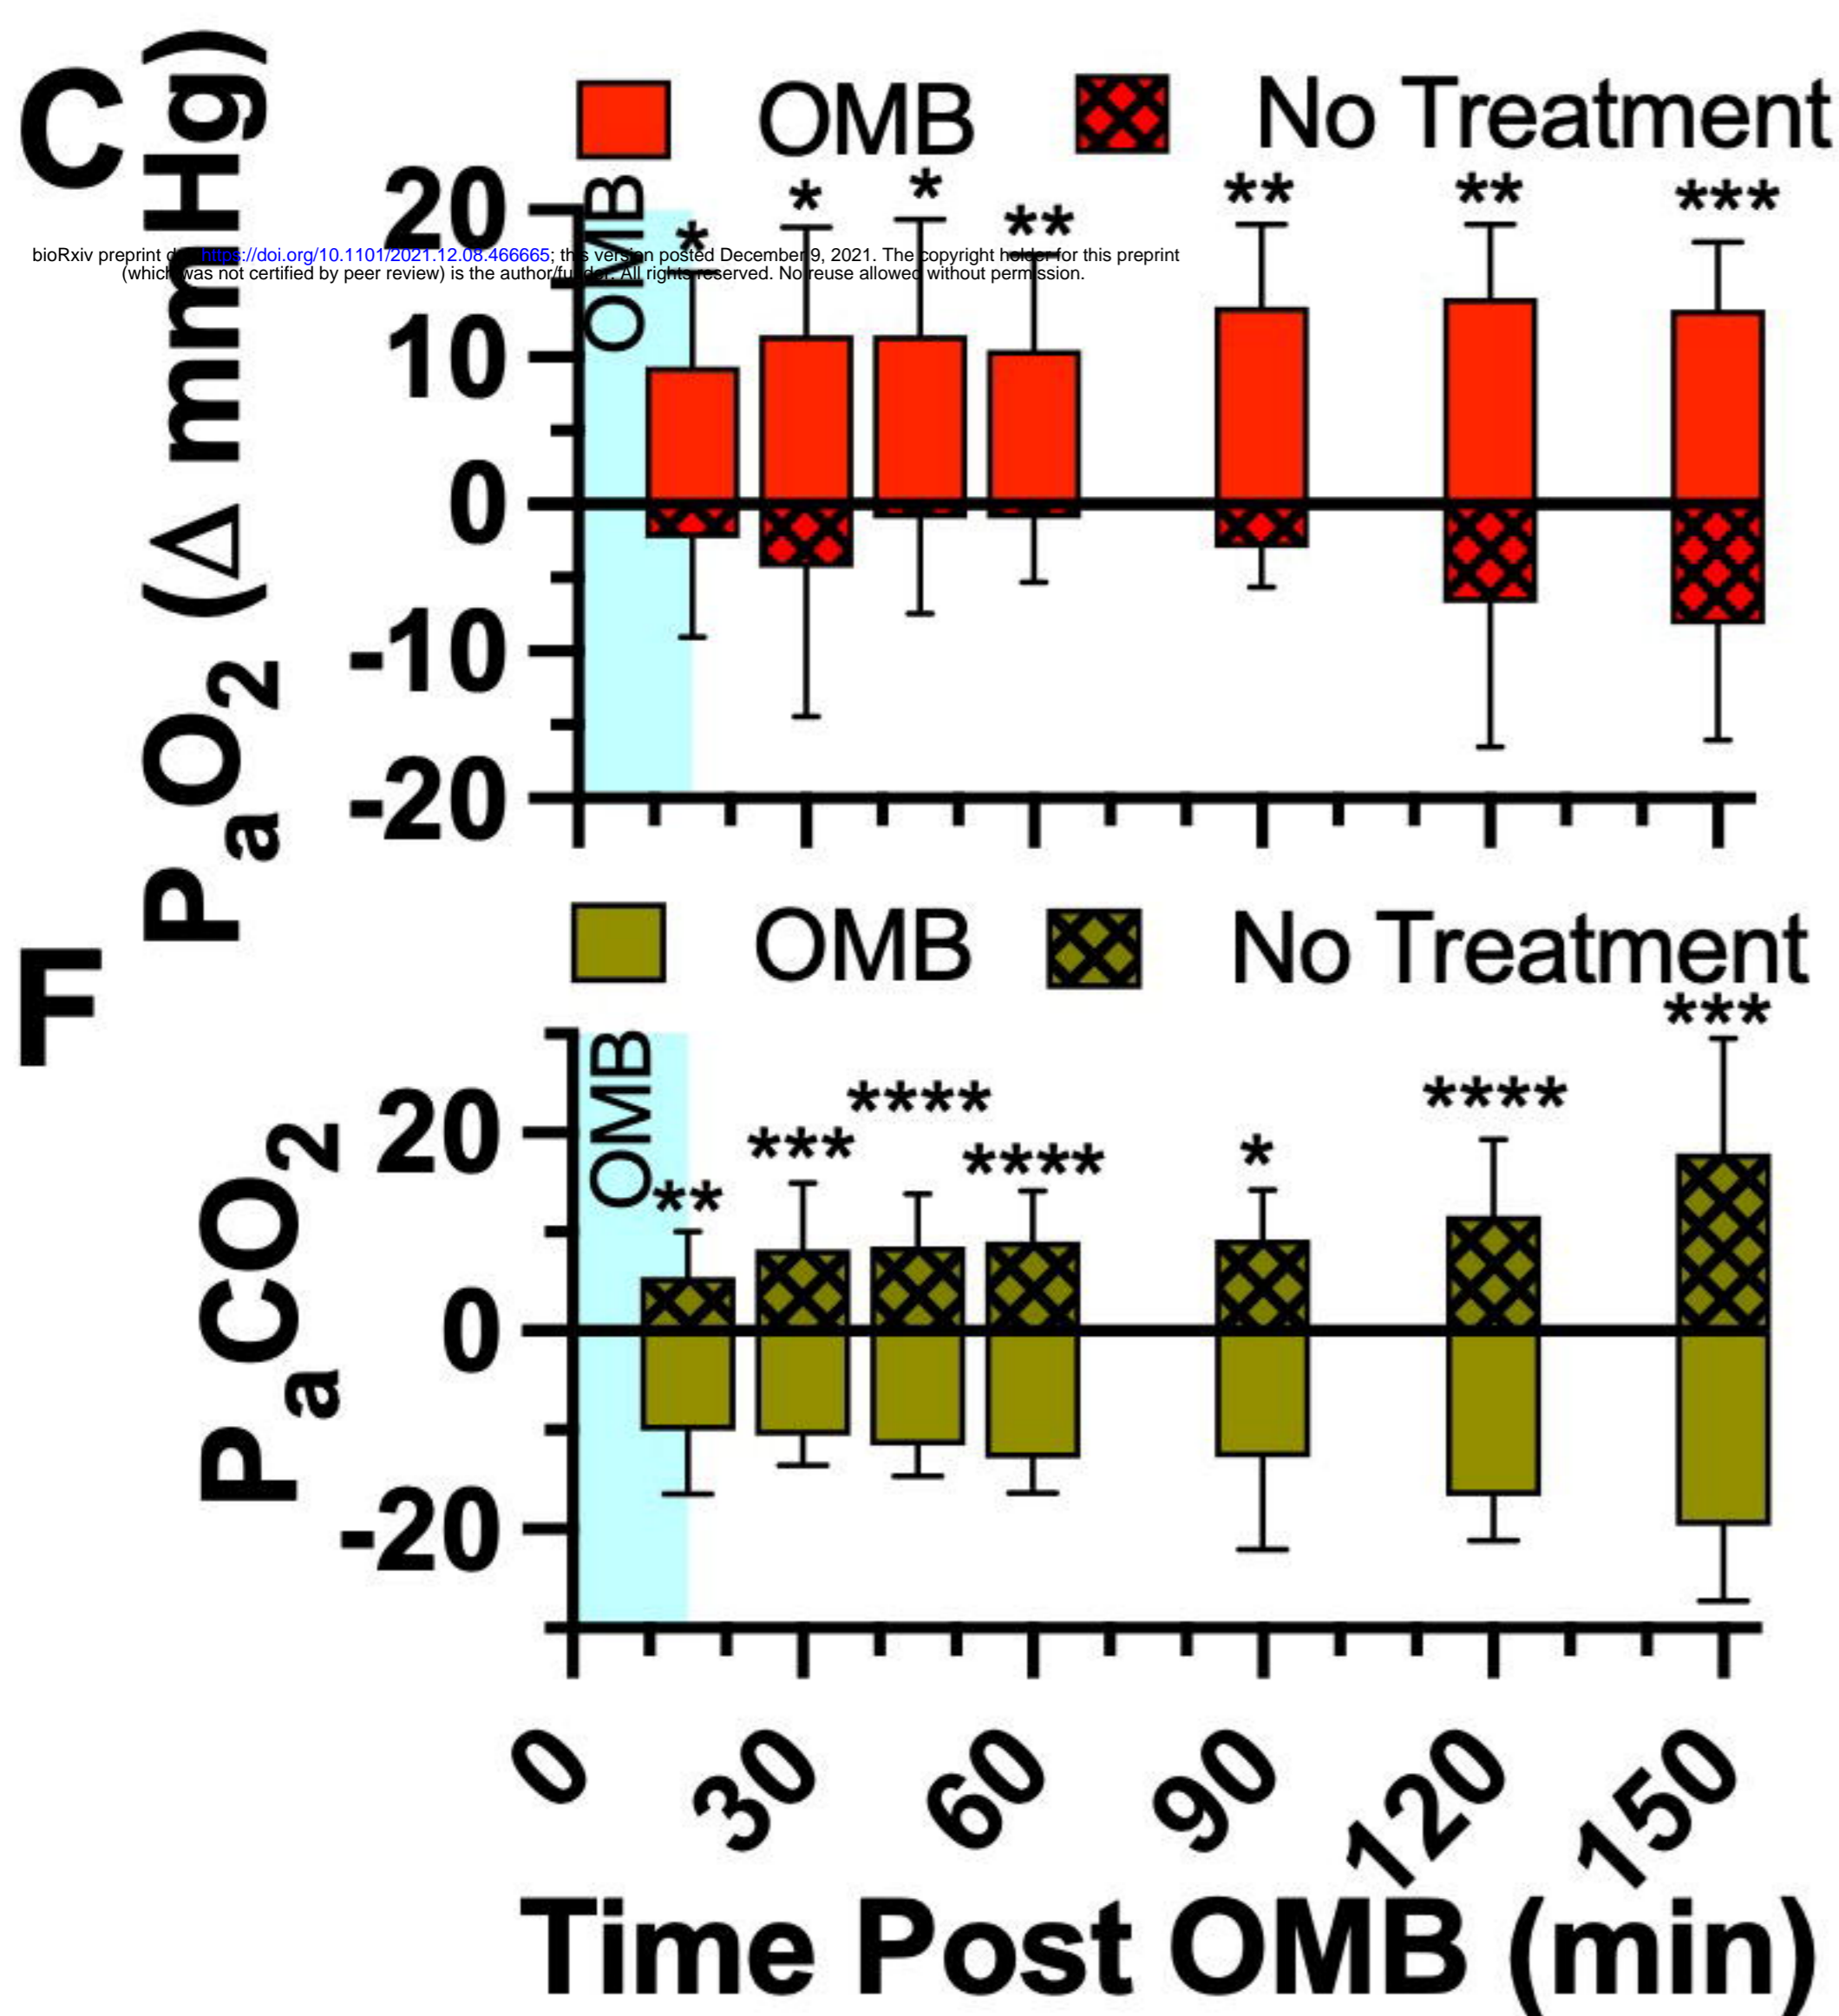 C
OMB
No Treatment
PaO2 (Δ mmHg)
20
10
0
-10
-20
OMB
*
*
*
**
**
**
***
bioRxiv preprint doi: https://doi.org/10.1101/2021.12.08.466665; this version posted December 9, 2021. The copyright holder for this preprint
(which was not certified by peer review) is the author/funder. All rights reserved. No reuse allowed without permission.
F
OMB
No Treatment
PaCO2
20
0
-20
OMB
**
***
****
****
*
****
***
0
30
60
90
120
150
Time Post OMB (min)